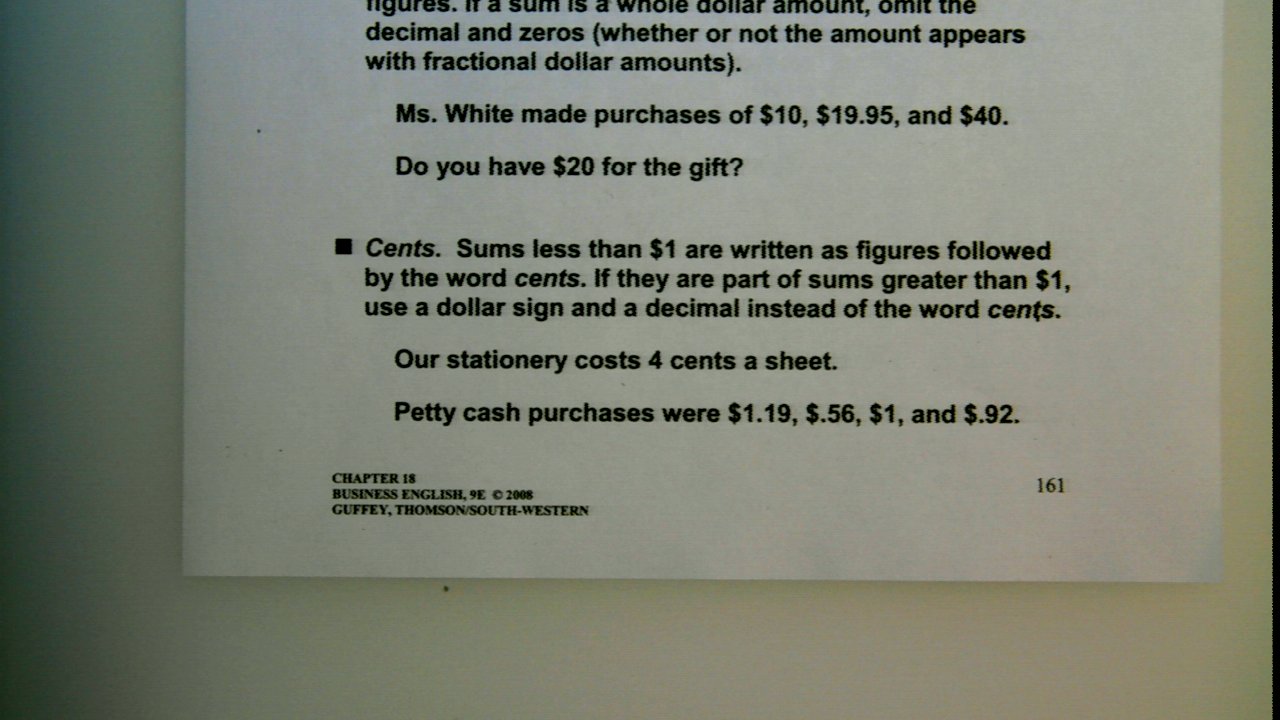 figures. If a sum is a whole dollar amount, omit the
decimal and zeros (whether or not the amount appears
with fractional dollar amounts).
Ms. White made purchases of $10, $19.95, and $40.
Do you have $20 for the gift?
■ Cents. Sums less than $1 are written as figures followed
by the word cents. If they are part of sums greater than $1,
use a dollar sign and a decimal instead of the word cents.
Our stationery costs 4 cents a sheet.
Petty cash purchases were $1.19, $.56, $1, and $.92.
CHAPTER 18
BUSINESS ENGLISH, 9E © 2008
GUFFEY, THOMSON/SOUTH-WESTERN
161